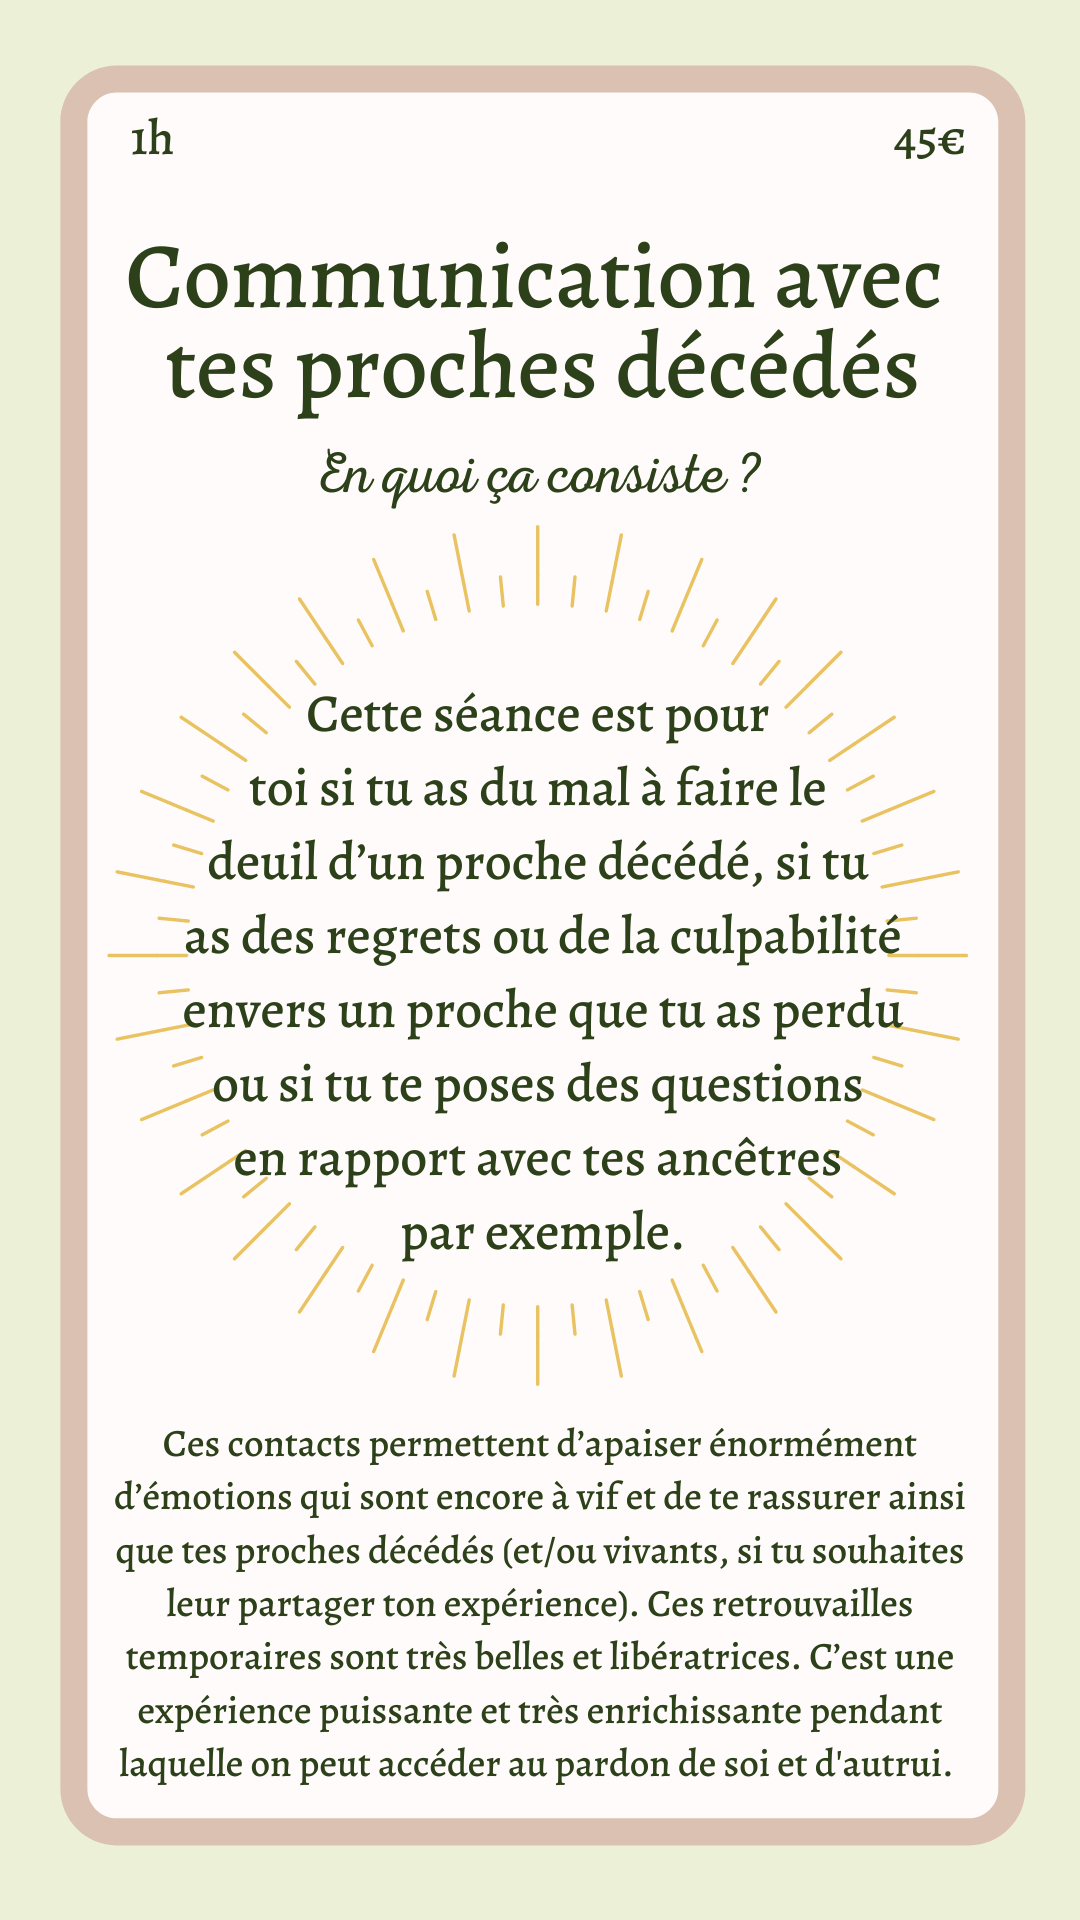 1h
45€
Communication avec
tes proches décédés
En quoi ça consiste ?
Cette séance est pour
toi si tu as du mal à faire le
deuil d’un proche décédé, si tu
as des regrets ou de la culpabilité
envers un proche que tu as perdu
ou si tu te poses des questions
en rapport avec tes ancêtres
par exemple.
Ces contacts permettent d’apaiser énormément
d’émotions qui sont encore à vif et de te rassurer ainsi
que tes proches décédés (et/ou vivants, si tu souhaites
leur partager ton expérience). Ces retrouvailles
temporaires sont très belles et libératrices. C’est une
expérience puissante et très enrichissante pendant
laquelle on peut accéder au pardon de soi et d'autrui.